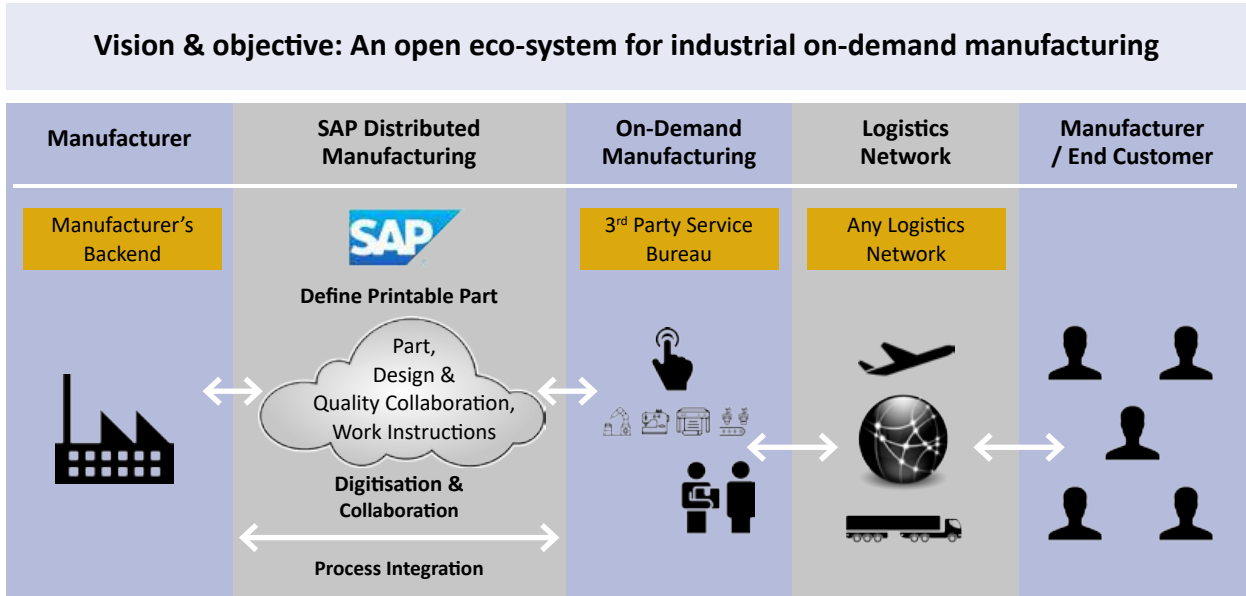 Vision & objective: An open eco-system for industrial on-demand manufacturing
Manufacturer
SAP Distributed
Manufacturing
On-Demand
Manufacturing
Logistics
Network
Manufacturer
/ End Customer
Manufacturer’s
Backend
SAP
Define Printable Part
Part,
Design &
Quality Collaboration,
Work Instructions
Digitisation &
Collaboration
Process Integration
3rd Party Service
Bureau
Any Logistics
Network